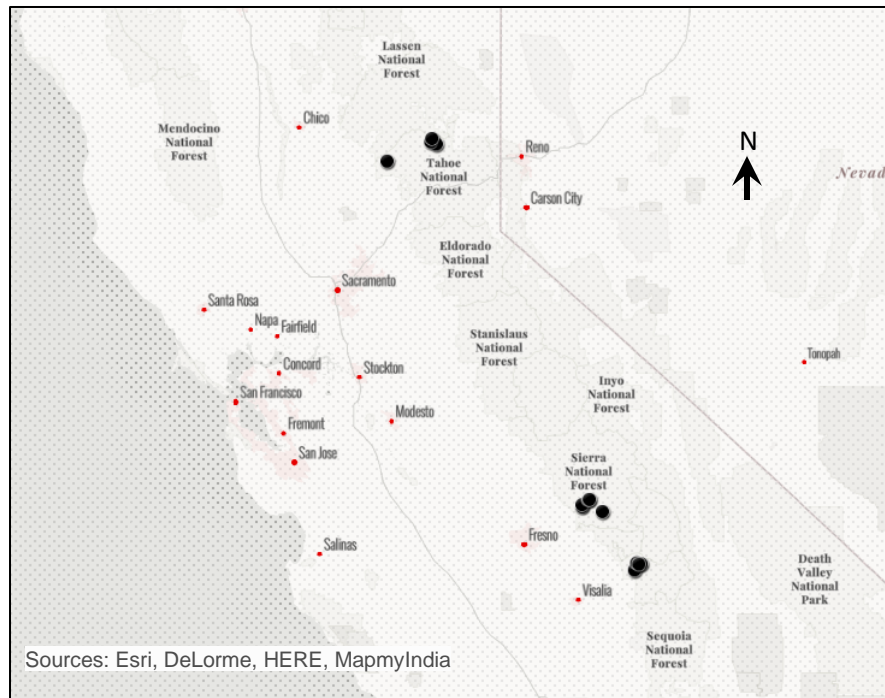 Lassen
National
Forest
Chico
Mendocino
National
Forest
Reno
N
Tahoe
National
Forest
Nevad
Carson City
Eldorado
National
Forest
Sacramento
Santa Rosa
Napa
Fairfield
Stanislaus
National
Forest
Tonopah
Concord
Stockton
Inyo
National
Forest
San Francisco
Modesto
Fremont
San Jose
Sierra
National
Forest
Fresno
Salinas
Death
Valley
National
Park
Visalia
Sequoia
National
Forest
Sources: Esri, DeLorme, HERE, MapmyIndia